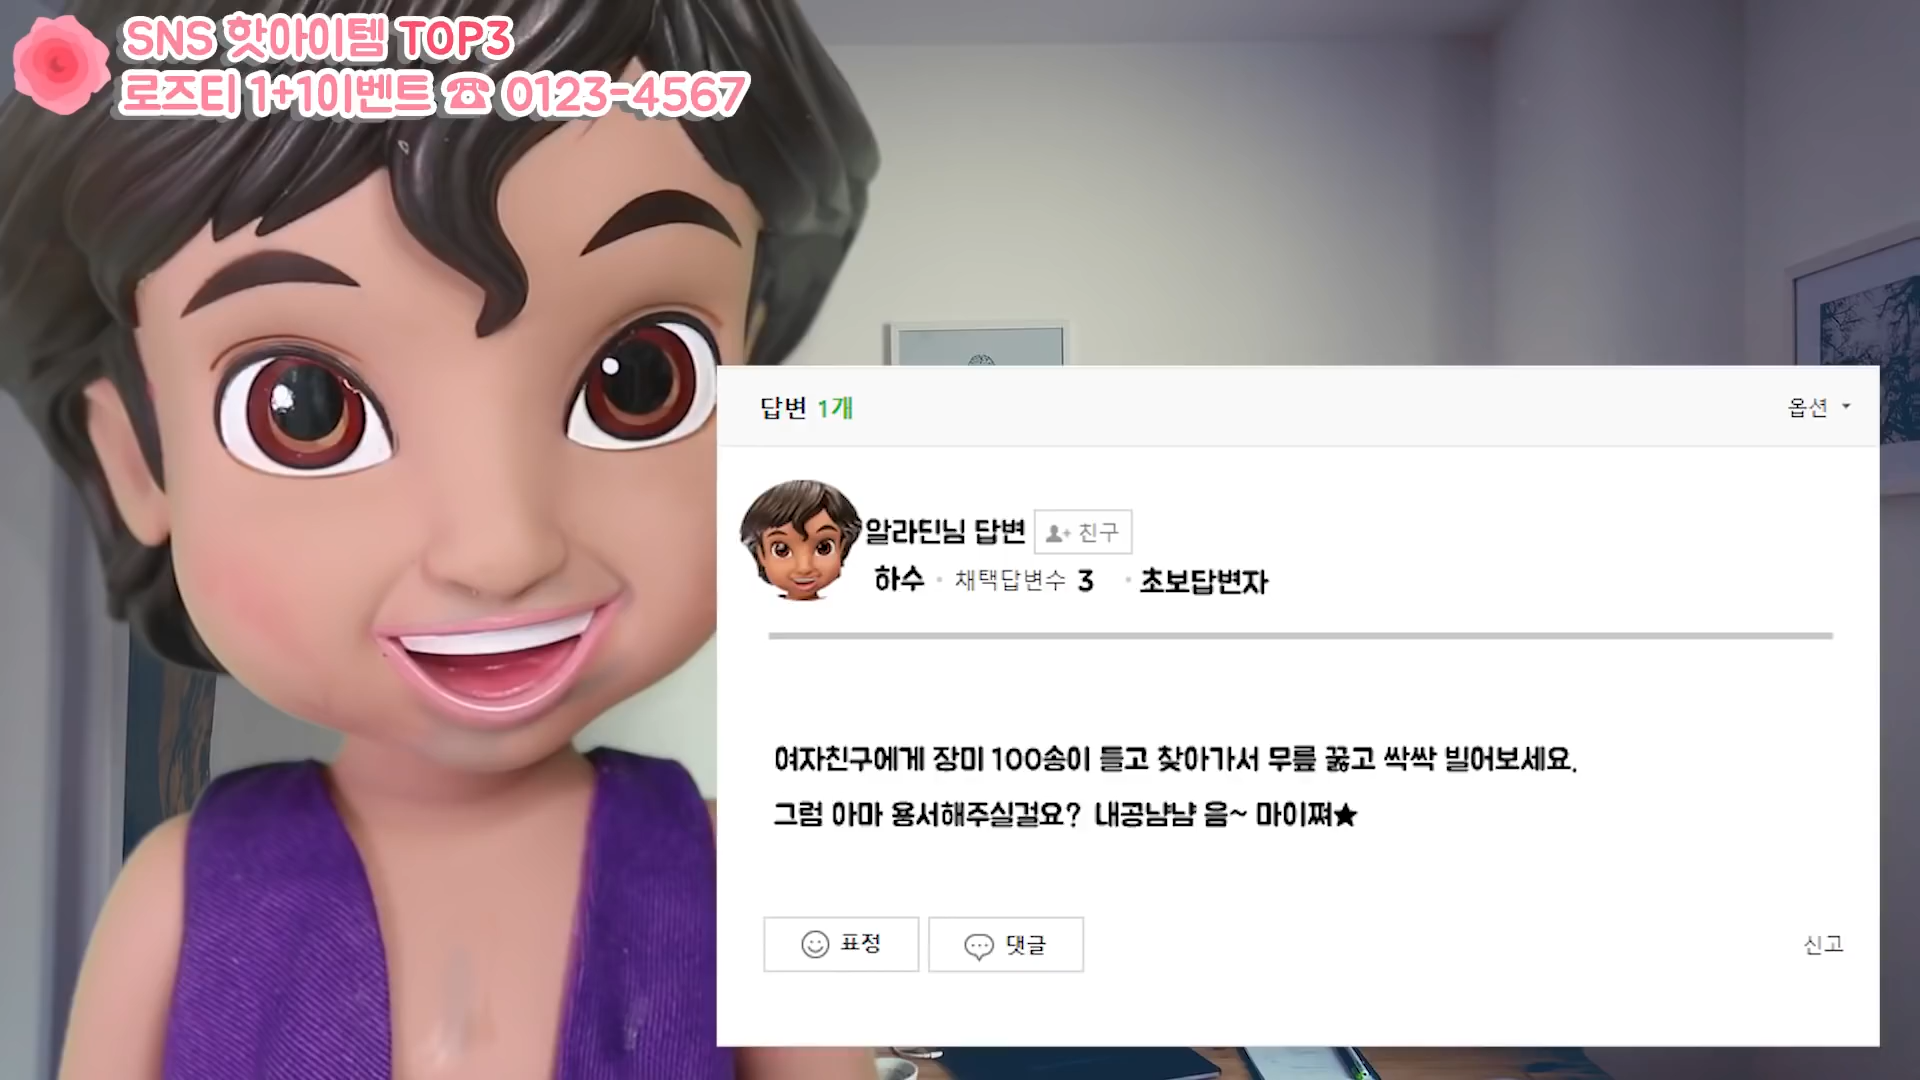 SNS 핫아이템 TOP3
로즈티 1+1이벤트 ☎ 0123-4567
답변 1개
옵션
알라딘님 답변 친구
하수 · 채택답변수 3 · 초보답변자
여자친구에게 장미 100송이 들고 찾아가서 무릎 꿇고 싹싹 빌어보세요.
그럼 아마 용서해주실걸요? 내공냠냠 음~ 마이쪄★
표정
댓글
신고